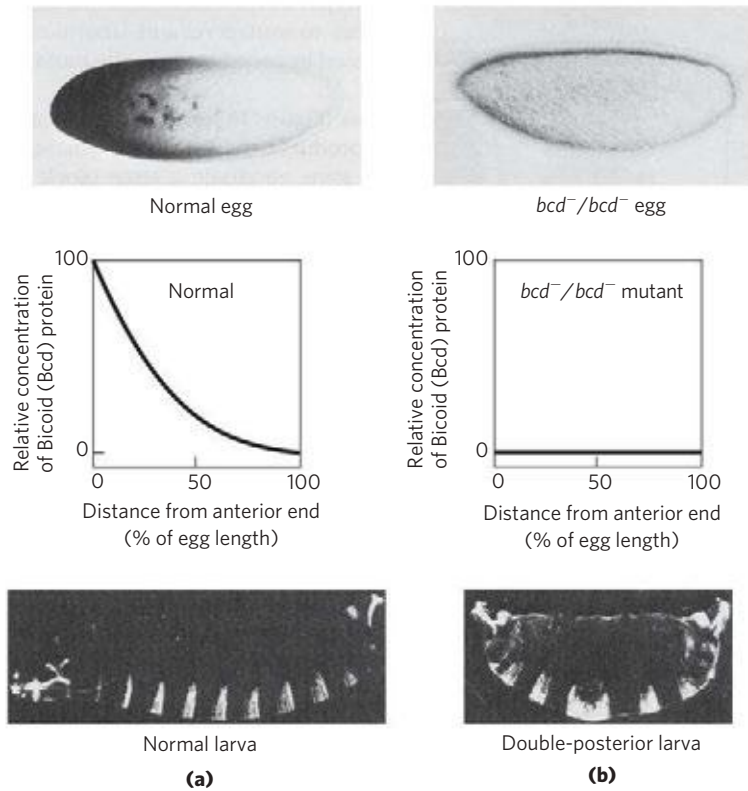 Normal egg
bcd⁻/bcd⁻ egg
Relative concentration
of Bicoid (Bcd) protein
100
0
Normal
0
50
100
Distance from anterior end
(% of egg length)
Relative concentration
of Bicoid (Bcd) protein
100
0
bcd⁻/bcd⁻ mutant
0
50
100
Distance from anterior end
(% of egg length)
Normal larva
Double-posterior larva
(a)
(b)